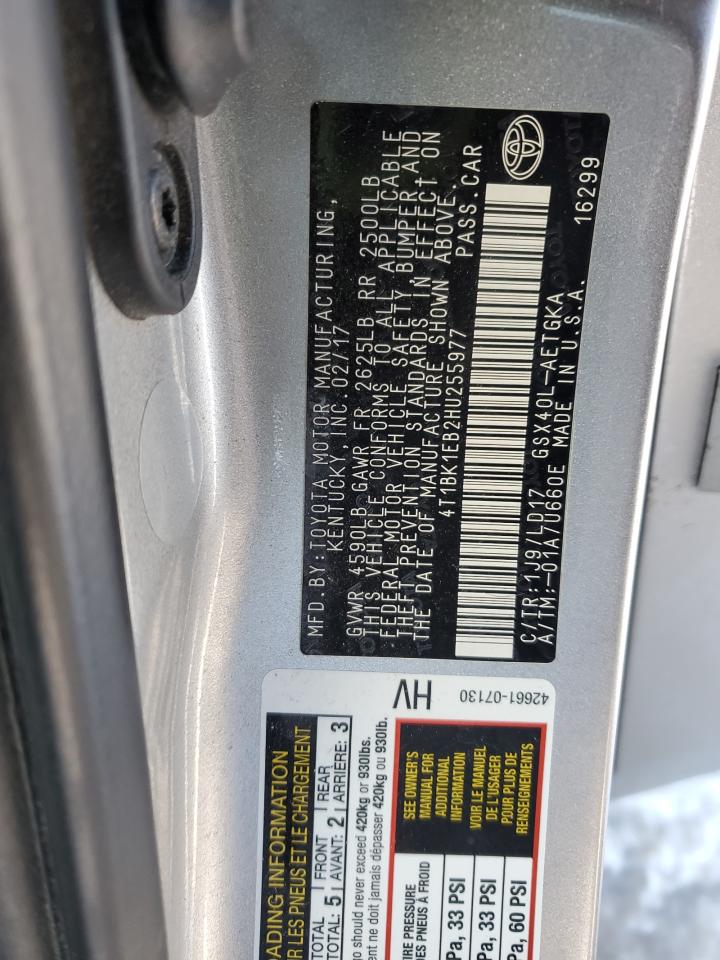 MFD.BY:TOYOTA MOTOR MANUFACTURING,
KENTUCKY, INC. 02/17
GVWR 4590LB GAWR FR 2625LB RR 2500LB
THIS VEHICLE CONFORMS TO ALL APPLICABLE
FEDERAL MOTOR VEHICLE SAFETY, BUMPER, AND
THEFT PREVENTION STANDARDS IN EFFECT ON
THE DATE OF MANUFACTURE SHOWN ABOVE.
4T1BK1EB2HU255977 PASS.CAR
C/TR:1J9/LD17 GSX40L-AETGKA
A/TM:-01A/U660E MADE IN U.S.A. 16299
ADING INFORMATION
R LES PNEUS ET LE CHARGEMENT
TOTAL | FRONT | REAR
TOTAL: 5 | AVANT: 2 | ARRIÈRE: 3
go should never exceed 420kg or 930lbs.
ent ne doit jamais dépasser 420kg ou 930lb.
HV
42661-07130
IRE PRESSURE
DES PNEUS À FROID
Pa, 33 PSI
Pa, 33 PSI
Pa, 60 PSI
SEE OWNER'S
MANUAL FOR
ADDITIONAL
INFORMATION
VOIR LE MANUEL
DE L'USAGER
POUR PLUS DE
RENSEIGNEMENTS